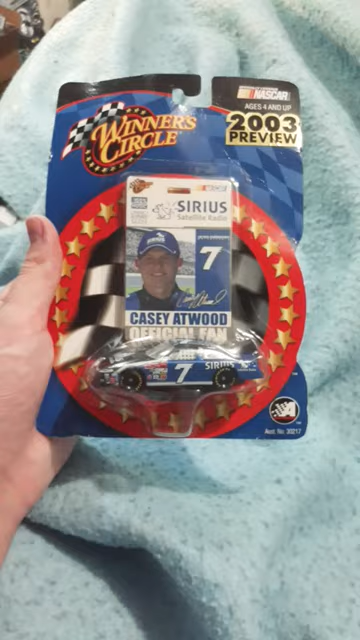 NASCAR
AGES 4 AND UP
WINNER'S
CIRCLE
2003
PREVIEW
SIRIUS
Satellite Radio
7
CASEY ATWOOD
OFFICIAL FAN
7
SIRIUS
Asst. No. 30217